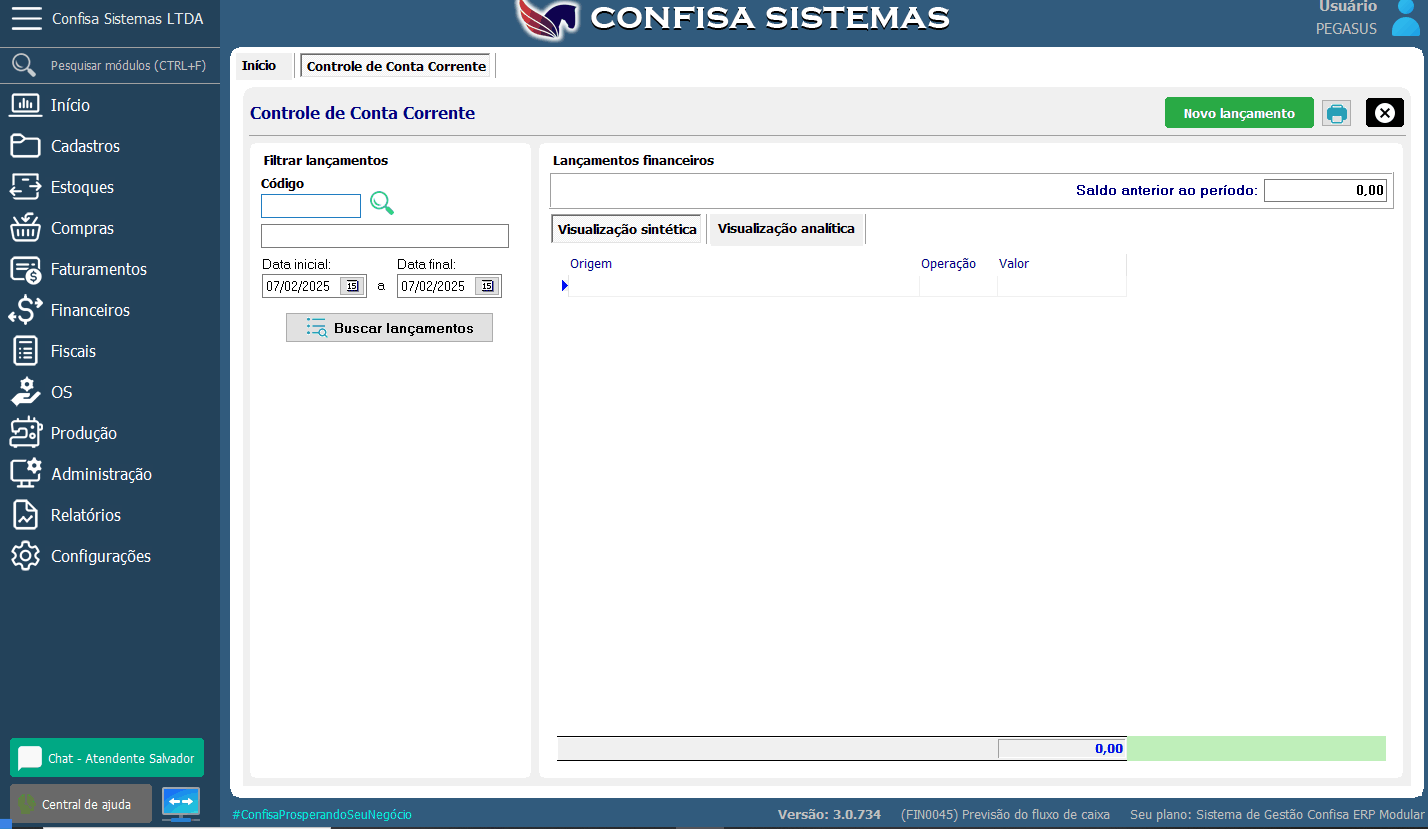 Confisa Sistemas LTDA
CONFISA SISTEMAS
Usuário
PEGASUS
Pesquisar módulos (CTRL+F)
Início
Cadastros
Estoques
Compras
Faturamentos
Financeiros
Fiscais
OS
Produção
Administração
Relatórios
Configurações
Chat - Atendente Salvador
Central de ajuda
Início
Controle de Conta Corrente
Controle de Conta Corrente
Novo lançamento
Filtrar lançamentos
Código
Data inicial:
Data final:
07/02/2025
15
a
07/02/2025
15
Buscar lançamentos
Lançamentos financeiros
Saldo anterior ao período:
0,00
Visualização sintética
Visualização analítica
Origem
Operação
Valor
0,00
#ConfisaProsperandoSeuNegócio
Versão: 3.0.734
(FIN0045) Previsão do fluxo de caixa
Seu plano: Sistema de Gestão Confisa ERP Modular